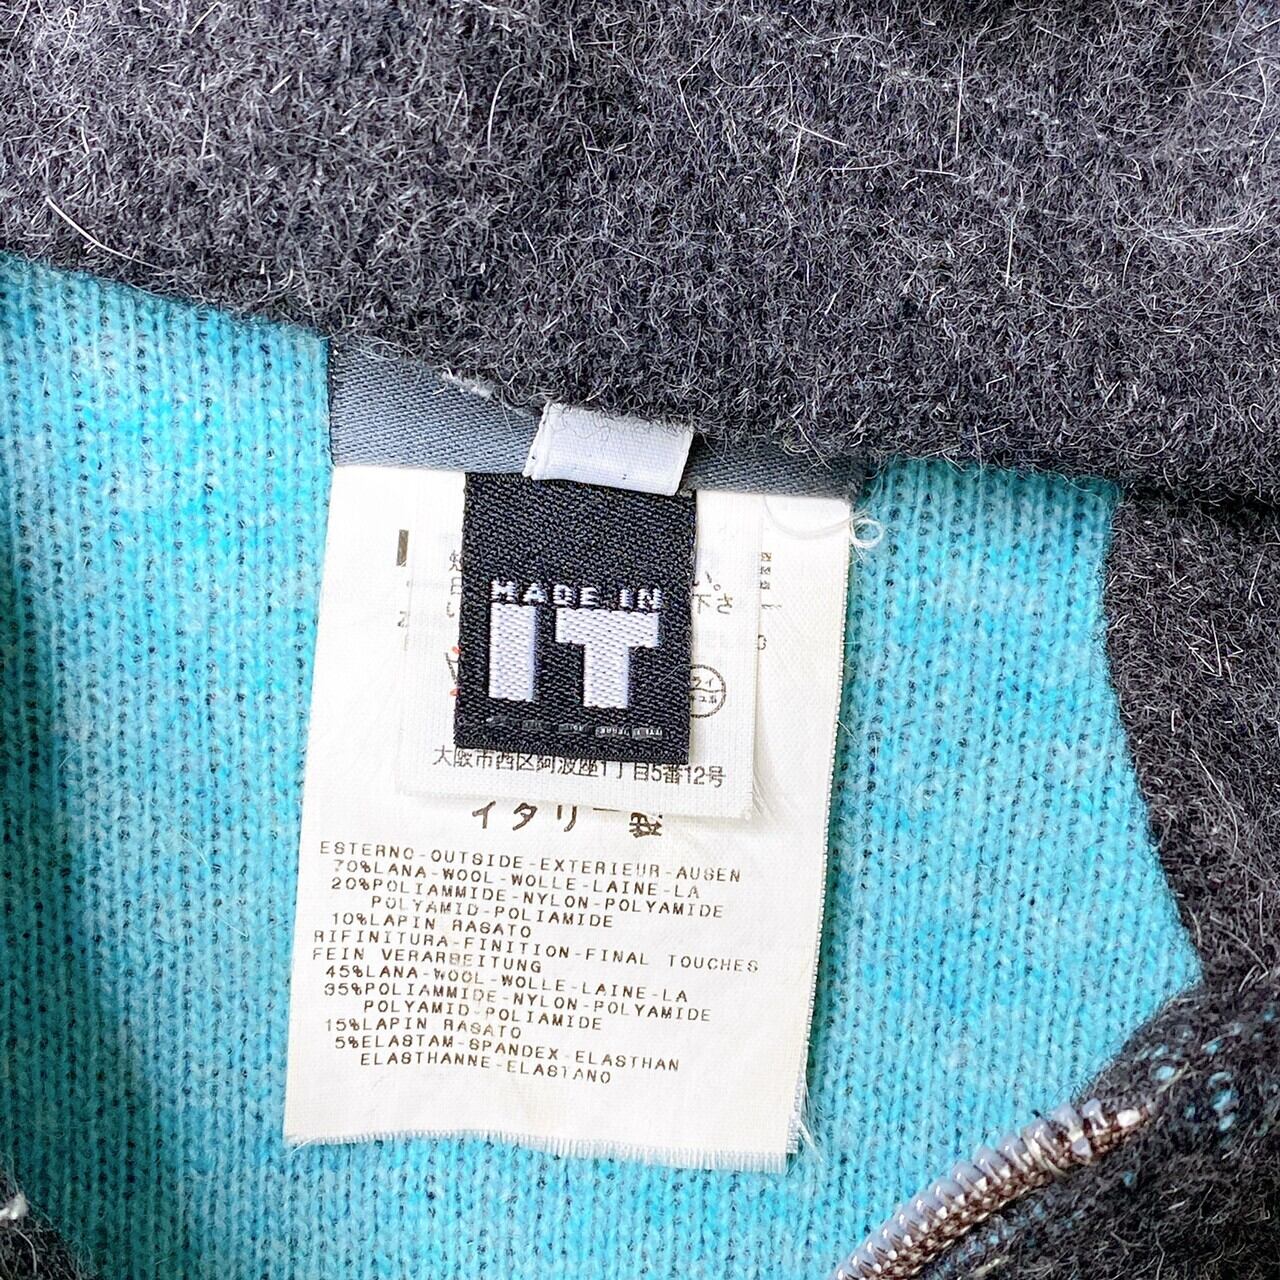 MADE IN
IT
い。
下さ
大阪市西区阿波座1丁目5番12号
イタリー製
ESTERNO-OUTSIDE-EXTERIEUR-AUSEN
70%LANA-WOOL-WOLLE-LAINE-LA
20%POLIAMMIDE-NYLON-POLYAMIDE
POLYAMID-POLIAMIDE
10%LAPIN RASATO
RIFINITURA-FINITION-FINAL TOUCHES
FEIN VERARBEITUNG
45%LANA-WOOL-WOLLE-LAINE-LA
35%POLIAMMIDE-NYLON-POLYAMIDE
POLYAMID-POLIAMIDE
15%LAPIN RASATO
5%ELASTAM-SPANDEX-ELASTHAN
ELASTHANNE-ELASTANO